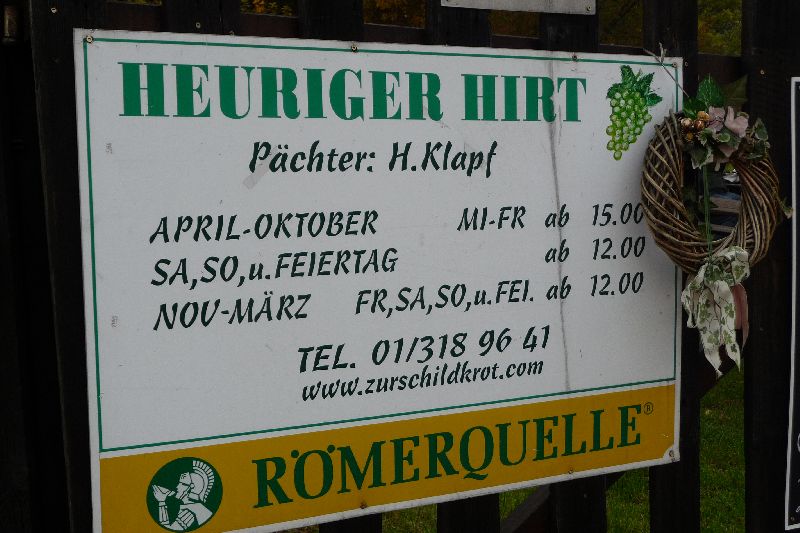 HEURIGER HIRT
Pächter: H.Klapf
APRIL-OKTOBER MI-FR ab 15.00
SA,SO,u.FEIERTAG ab 12.00
NOV-MÄRZ FR,SA,SO,u.FEI. ab 12.00
TEL. 01/318 96 41
www.zurschildkrot.com
RÖMERQUELLE®